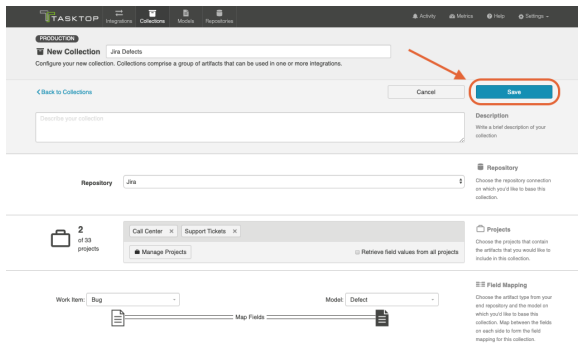 TASKTOP
Integrations
Collections
Models
Repositories
Activity
Metrics
Help
Settings
PRODUCTION
New Collection
Jira Defects
Configure your new collection. Collections comprise a group of artifacts that can be used in one or more integrations.
Back to Collections
Cancel
Save
Describe your collection
Description
Write a brief description of your
collection
Repository
Jira
Repository
Choose the repository connection
on which you'd like to base this
collection.
2
of 33
projects
Call Center ×
Support Tickets ×
Manage Projects
Retrieve field values from all projects
Projects
Choose the projects that contain
the artifacts that you would like to
include in this collection.
Work Item: Bug
Model: Defect
Map Fields
Field Mapping
Choose the artifact type from your
end repository and the model on
which you'd like to base this
collection. Map between the fields
on each side to form the field
mapping for this collection.